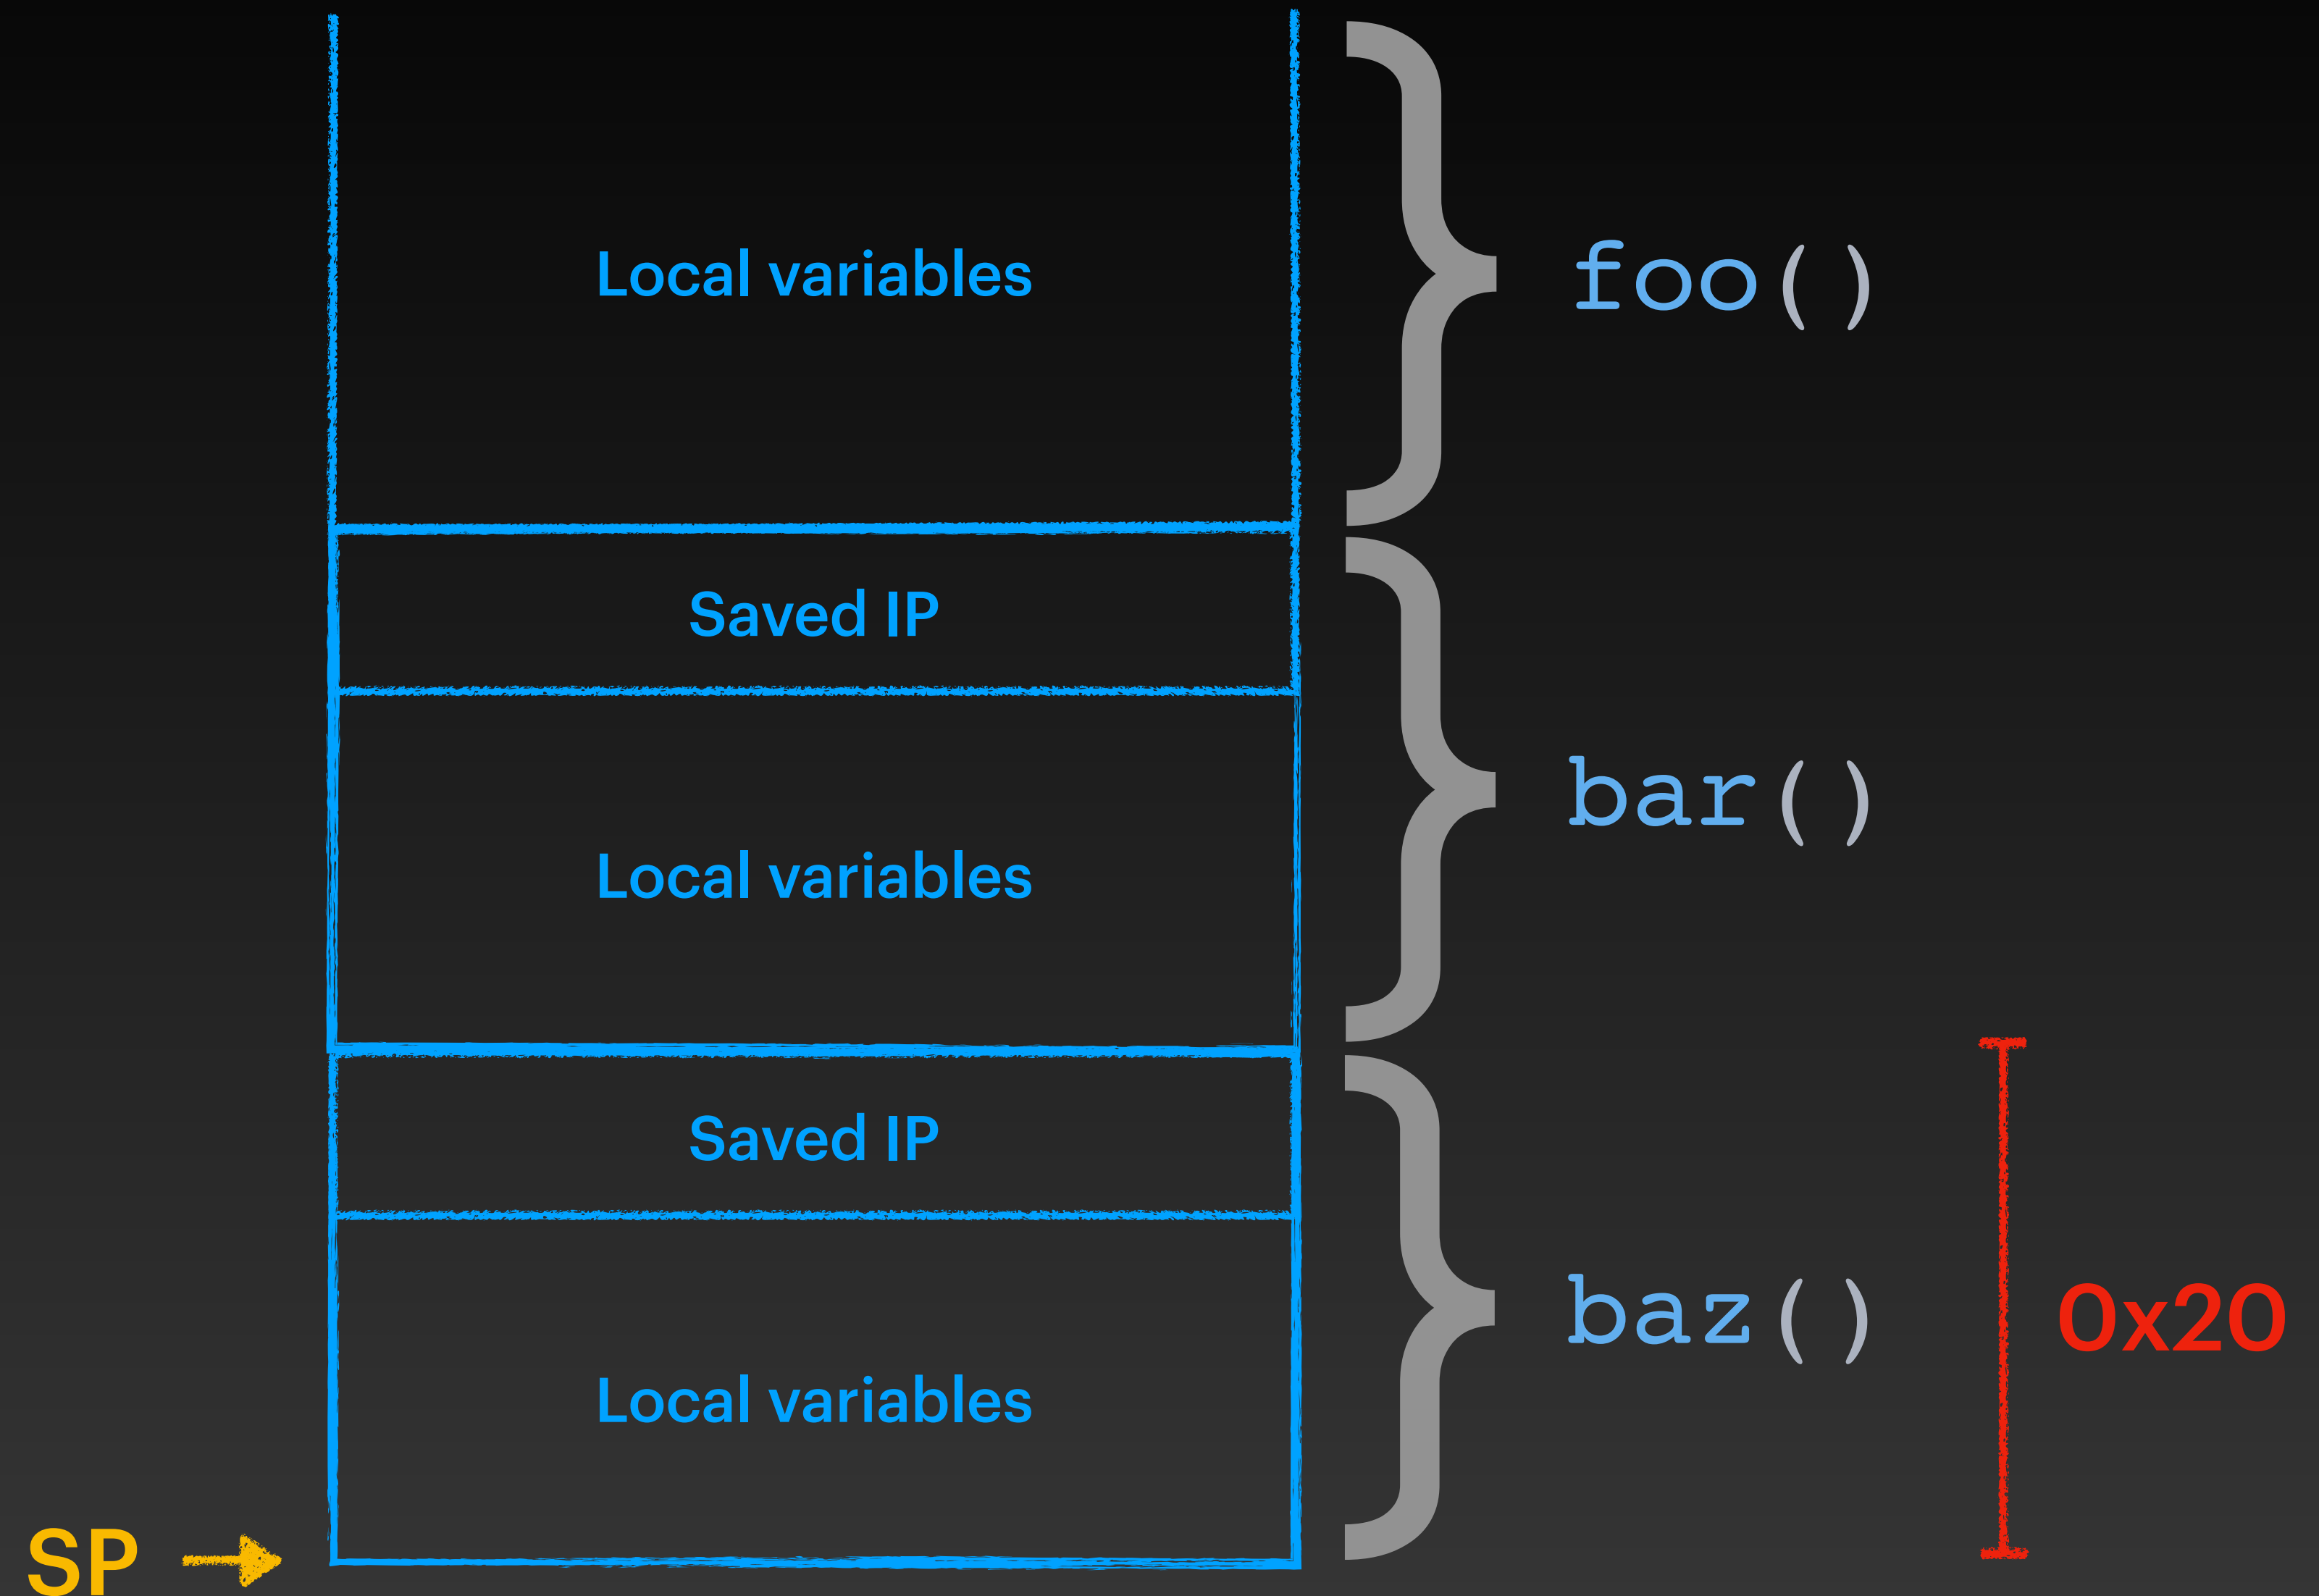 Local variables
foo()
Saved IP
bar()
Local variables
Saved IP
baz()
0x20
Local variables
SP